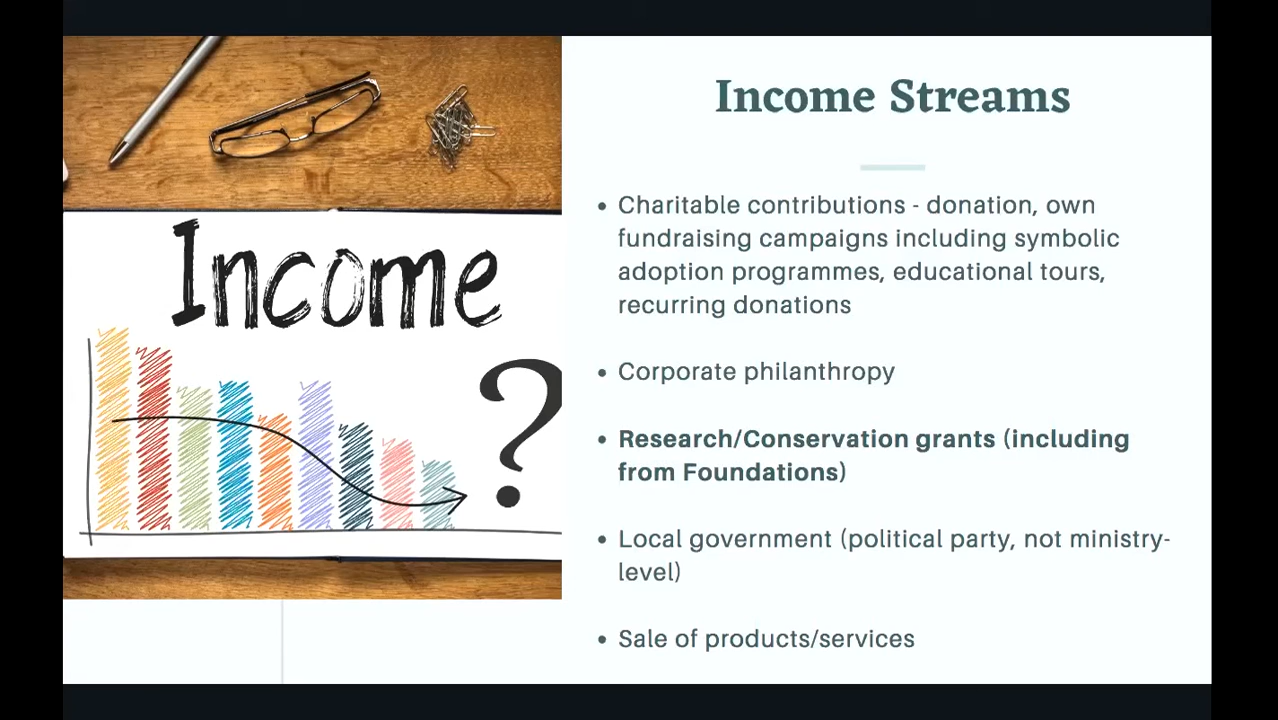 Income
?
Income Streams
• Charitable contributions - donation, own
fundraising campaigns including symbolic
adoption programmes, educational tours,
recurring donations
• Corporate philanthropy
• Research/Conservation grants (including
from Foundations)
• Local government (political party, not ministry-
level)
• Sale of products/services